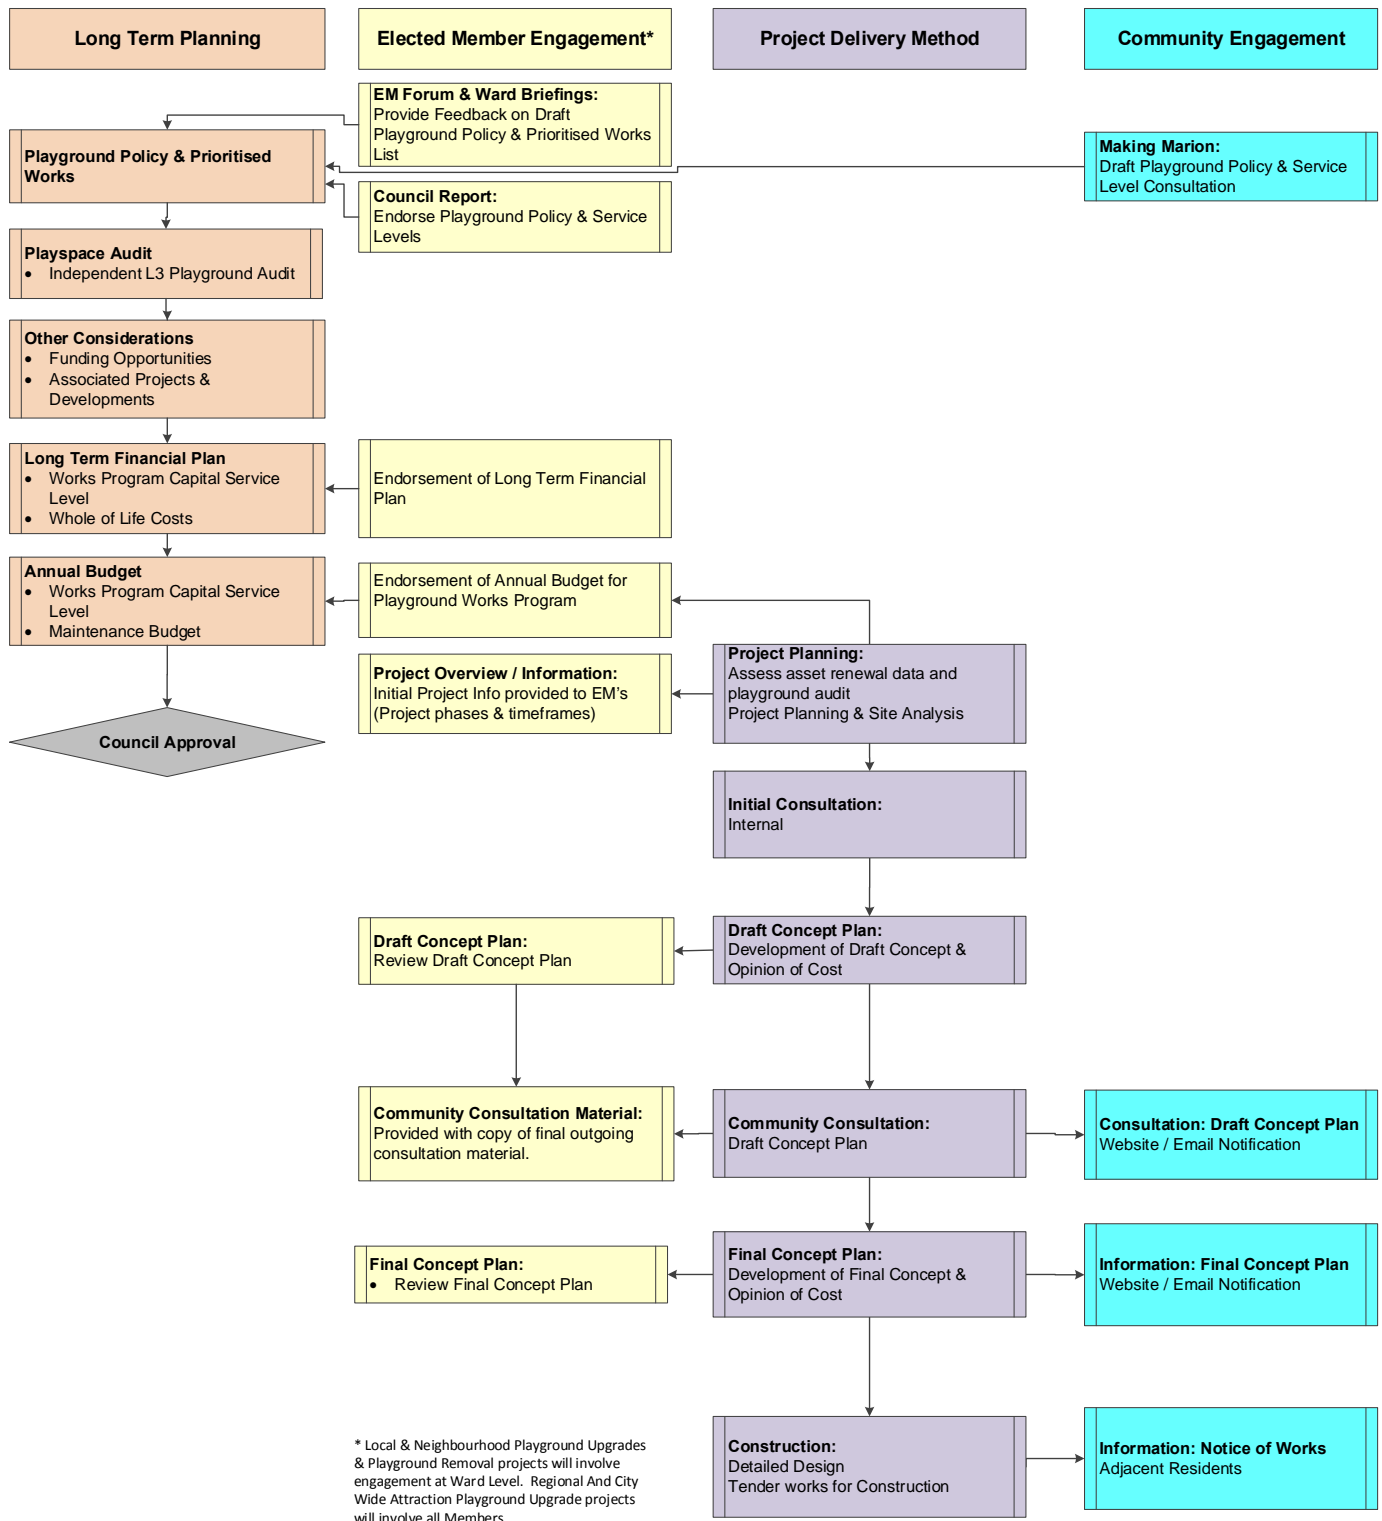 Long Term Planning
Elected Member Engagement*
Project Delivery Method
Community Engagement
EM Forum & Ward Briefings:
Provide Feedback on Draft
Playground Policy & Prioritised Works
List
Playground Policy & Prioritised
Works
Making Marion:
Draft Playground Policy & Service
Level Consultation
Council Report:
Endorse Playground Policy & Service
Levels
Playspace Audit
• Independent L3 Playground Audit
Other Considerations
• Funding Opportunities
• Associated Projects &
Developments
Long Term Financial Plan
• Works Program Capital Service
Level
• Whole of Life Costs
Endorsement of Long Term Financial
Plan
Annual Budget
• Works Program Capital Service
Level
• Maintenance Budget
Endorsement of Annual Budget for
Playground Works Program
Project Overview / Information:
Initial Project Info provided to EM's
(Project phases & timeframes)
Project Planning:
Assess asset renewal data and
playground audit
Project Planning & Site Analysis
Council Approval
Initial Consultation:
Internal
Draft Concept Plan:
Review Draft Concept Plan
Draft Concept Plan:
Development of Draft Concept &
Opinion of Cost
Community Consultation Material:
Provided with copy of final outgoing
consultation material.
Community Consultation:
Draft Concept Plan
Consultation: Draft Concept Plan
Website / Email Notification
Final Concept Plan:
• Review Final Concept Plan
Final Concept Plan:
Development of Final Concept &
Opinion of Cost
Information: Final Concept Plan
Website / Email Notification
* Local & Neighbourhood Playground Upgrades
& Playground Removal projects will involve
engagement at Ward Level. Regional And City
Wide Attraction Playground Upgrade projects
will involve all Members
Construction:
Detailed Design
Tender works for Construction
Information: Notice of Works
Adjacent Residents